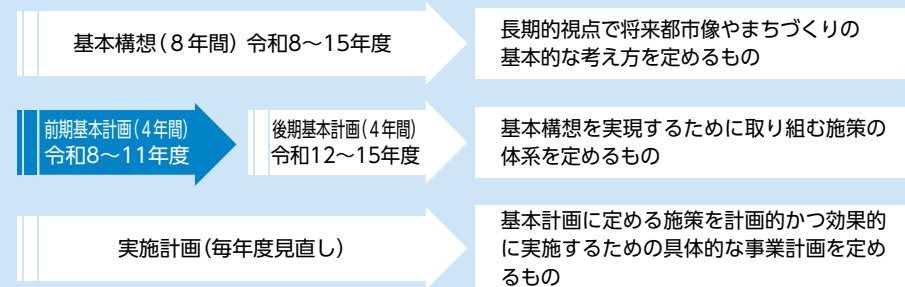 基本構想(8年間) 令和8~15年度
長期的視点で将来都市像やまちづくりの
基本的な考え方を定めるもの
前期基本計画(4年間)
令和8~11年度
後期基本計画(4年間)
令和12~15年度
基本構想を実現するために取り組む施策の
体系を定めるもの
実施計画(毎年度見直し)
基本計画に定める施策を計画的かつ効果的
に実施するための具体的な事業計画を定め
るもの